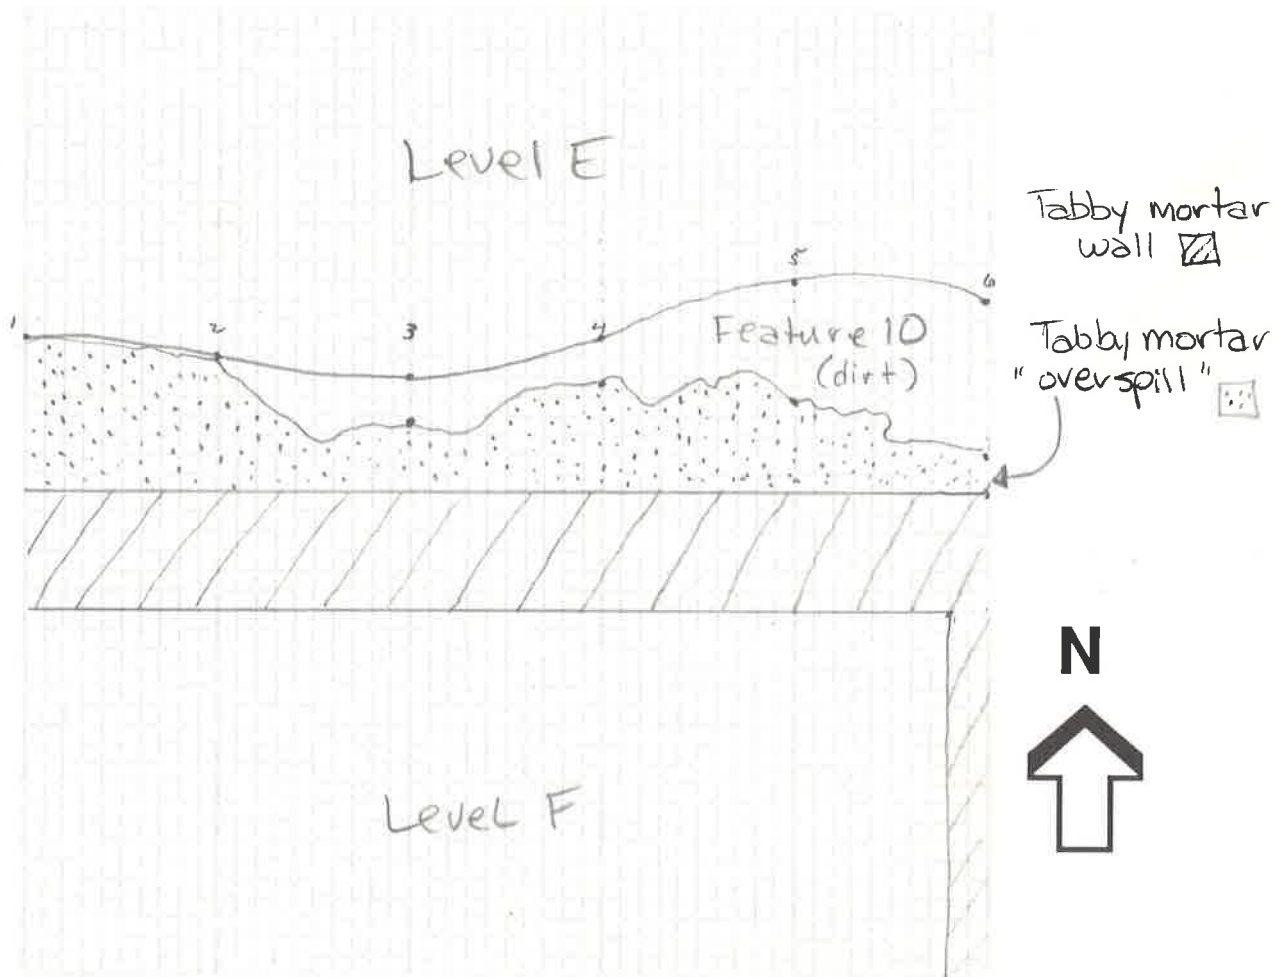 Level E
Tabby mortar
wall
5
6
1
2
3
4
Feature 10
(dirt)
Tabby mortar
"overspill"
N
Level F